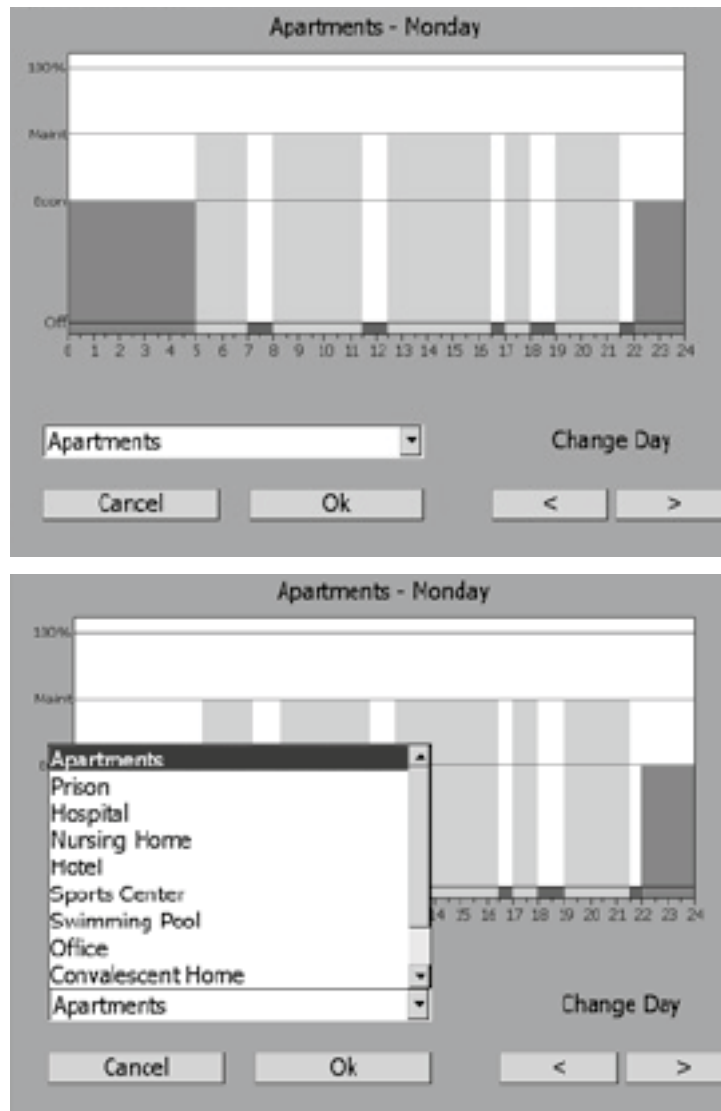 Apartments - Monday
100%
Maint
Econ
Off
0 1 2 3 4 5 6 7 8 9 10 11 12 13 14 15 16 17 18 19 20 21 22 23 24
Apartments
Change Day
Cancel Ok < >
Apartments - Monday
100%
Maint
Apartments
Prison
Hospital
Nursing Home
Hotel
Sports Center
Swimming Pool
Office
Convalescent Home
14 15 16 17 18 19 20 21 22 23 24
Apartments
Change Day
Cancel Ok < >